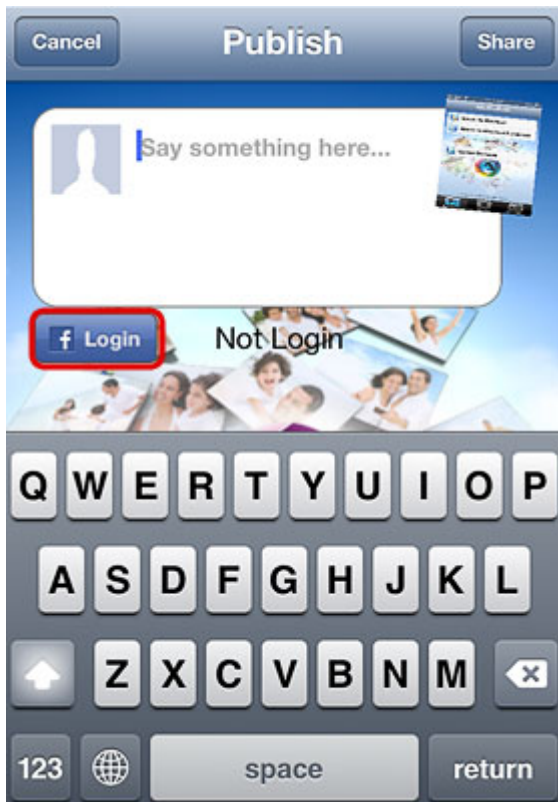 Cancel Publish Share
Say something here...
f Login Not Login
Q W E R T Y U I O P
A S D F G H J K L
Z X C V B N M
123 space return